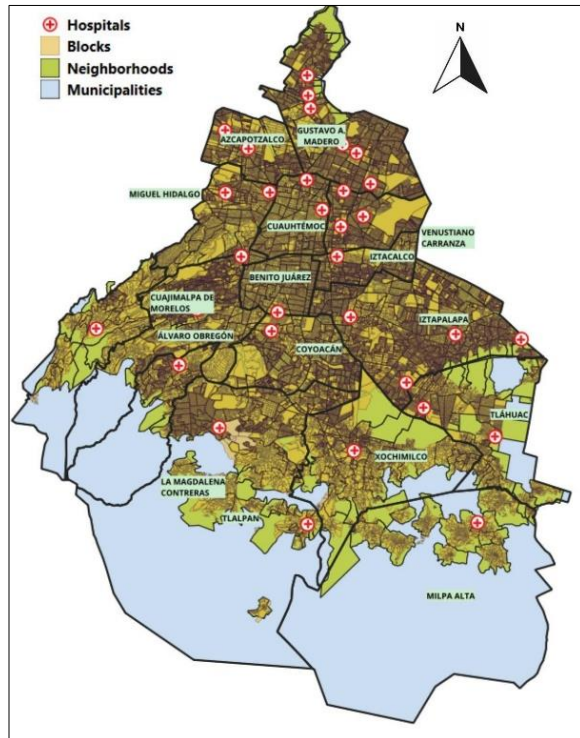 Hospitals
Blocks
Neighborhoods
Municipalities
N
AZCAPOTZALCO
GUSTAVO A.
MADERO
MIGUEL HIDALGO
CUAUHTÉMOC
VENUSTIANO
CARRANZA
IZTACALCO
BENITO JUÁREZ
CUAJIMALPA DE
MORELOS
IZTAPALAPA
ÁLVARO OBREGÓN
COYOACÁN
TLÁHUAC
XOCHIMILCO
LA MAGDALENA
CONTRERAS
TLALPAN
MILPA ALTA